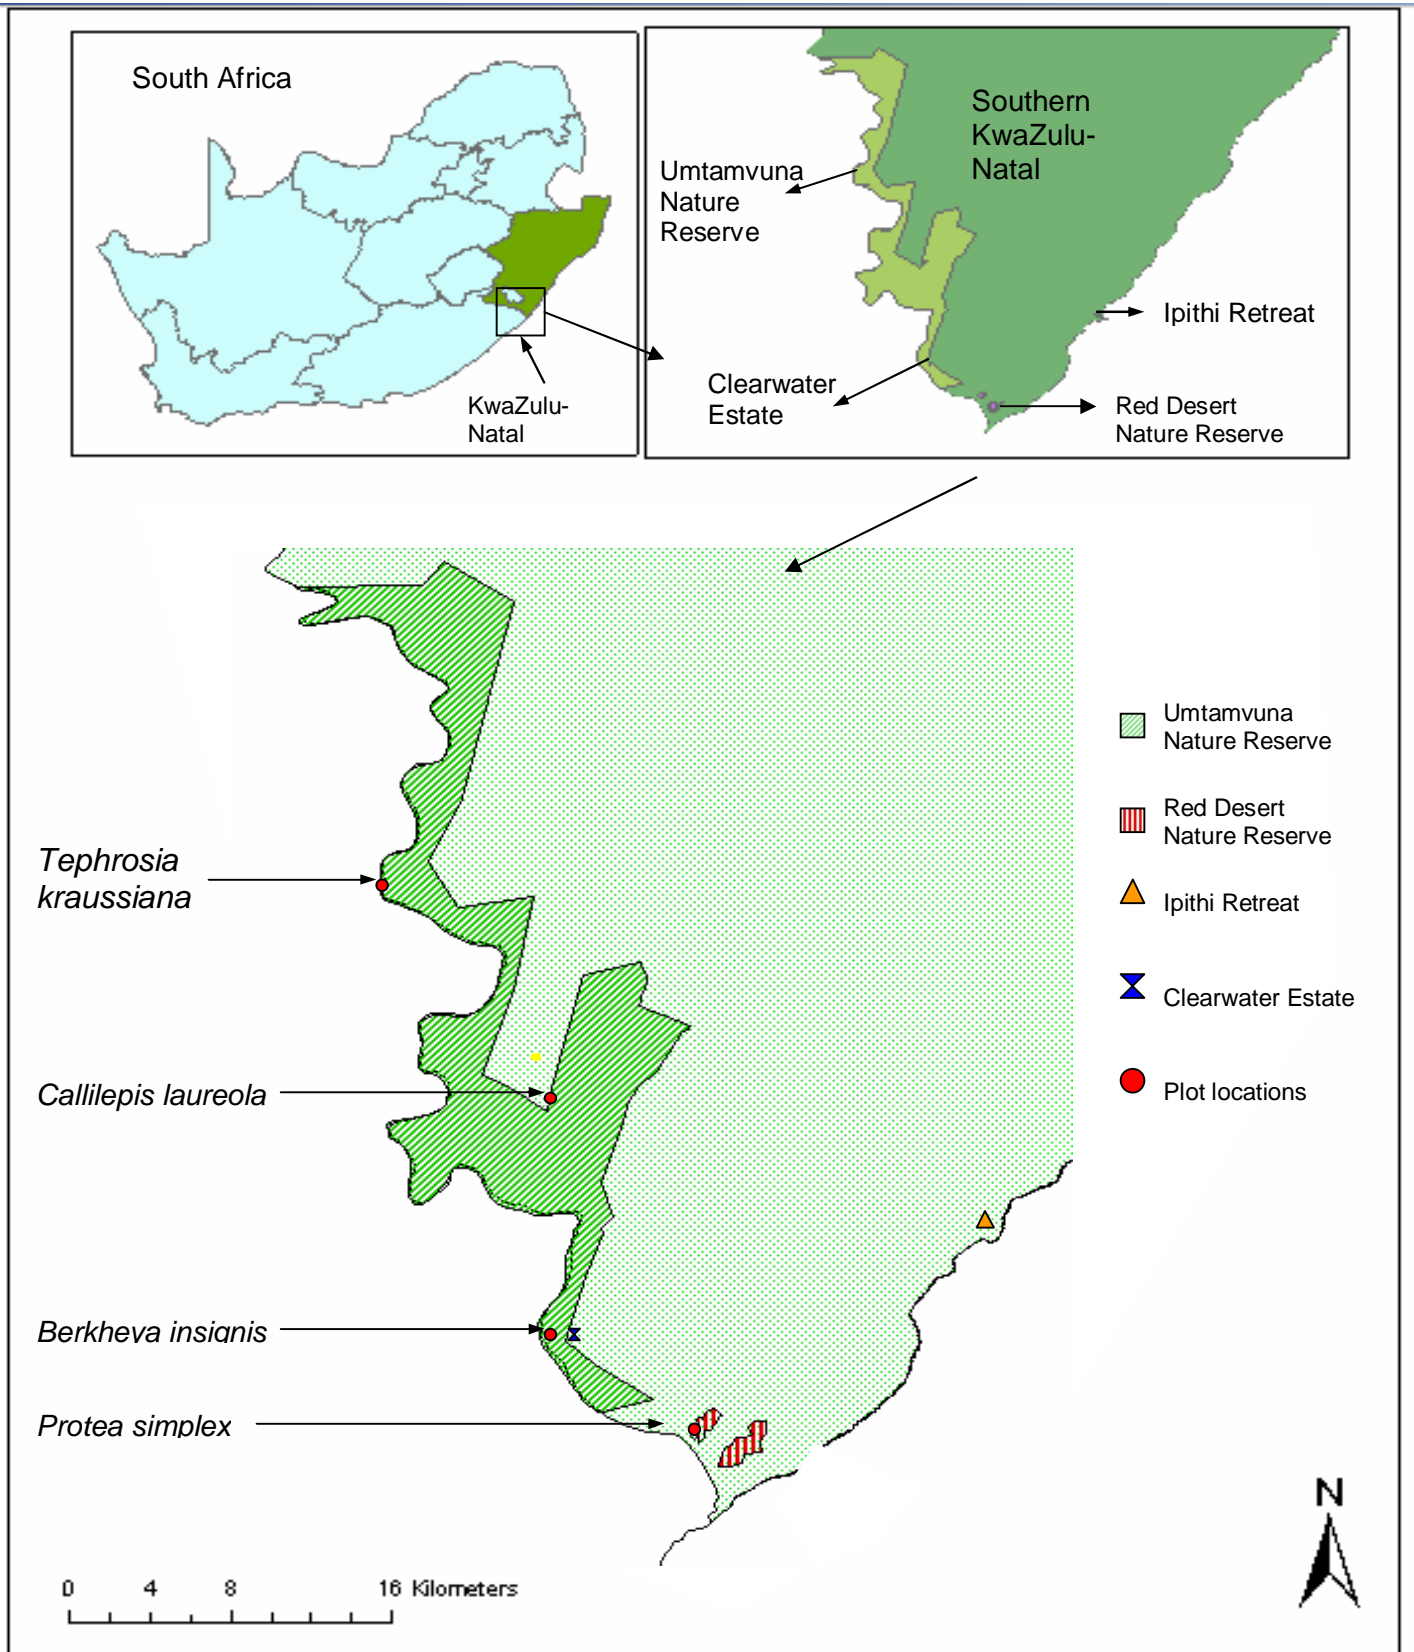 South Africa
KwaZulu-
Natal
Southern
KwaZulu-
Natal
Umtamvuna
Nature
Reserve
Ipithi Retreat
Clearwater
Estate
Red Desert
Nature Reserve
Umtamvuna
Nature Reserve
Red Desert
Nature Reserve
Ipithi Retreat
Clearwater Estate
Plot locations
Tephrosia
kraussiana
Callilepis laureola
Berkheya insignis
Protea simplex
N
0 4 8 16 Kilometers